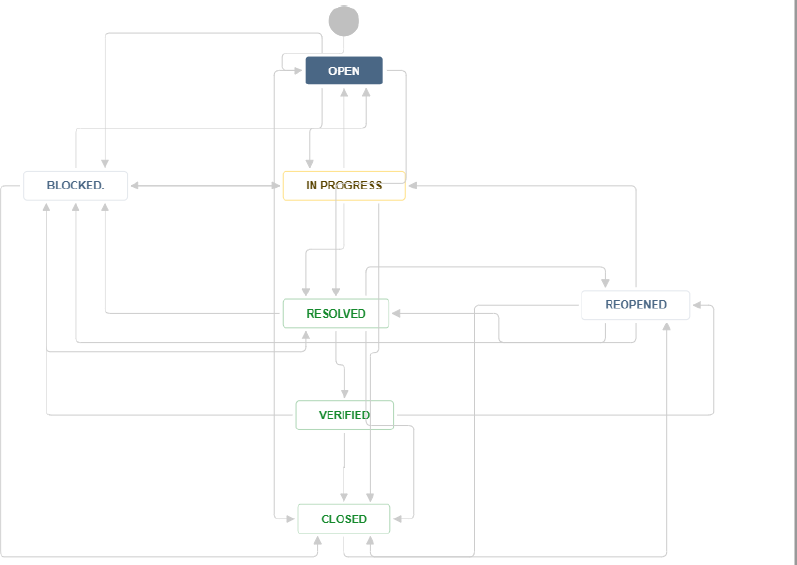 OPEN
BLOCKED.
IN PROGRESS
REOPENED
RESOLVED
VERIFIED
CLOSED